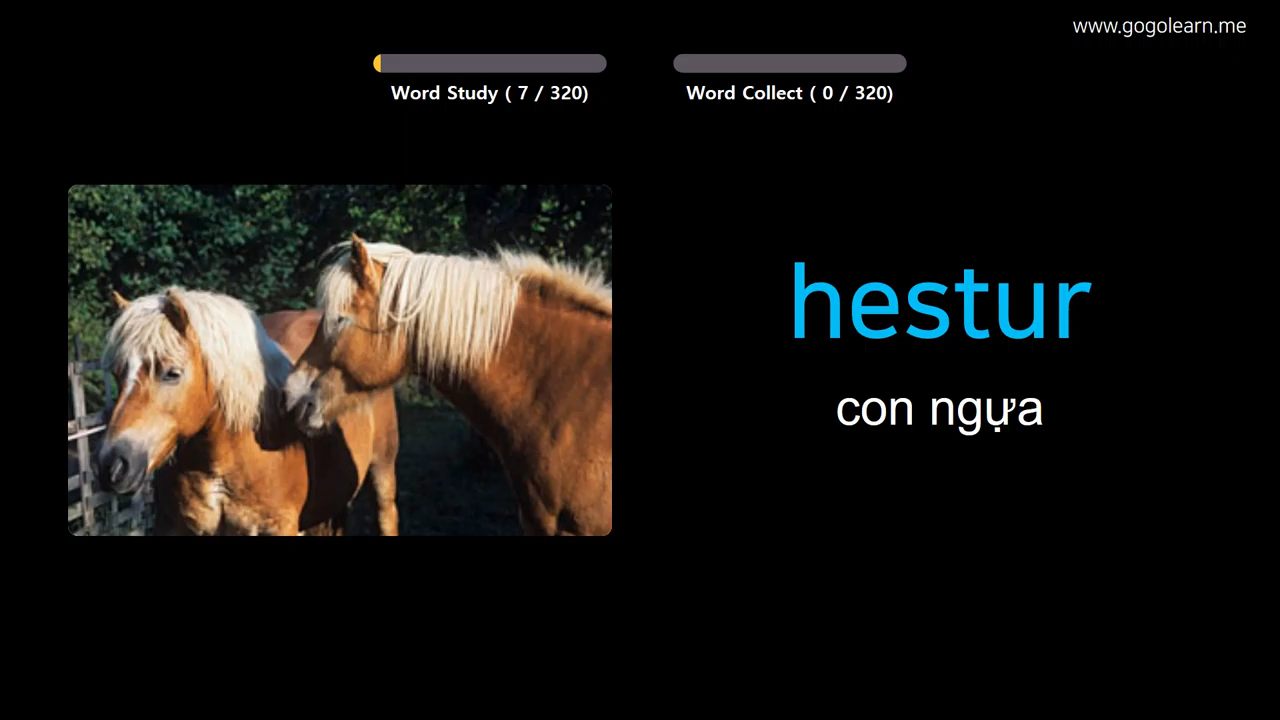 www.gogolearn.me
Word Study ( 7 / 320)
Word Collect ( 0 / 320)
hestur
con ngựa